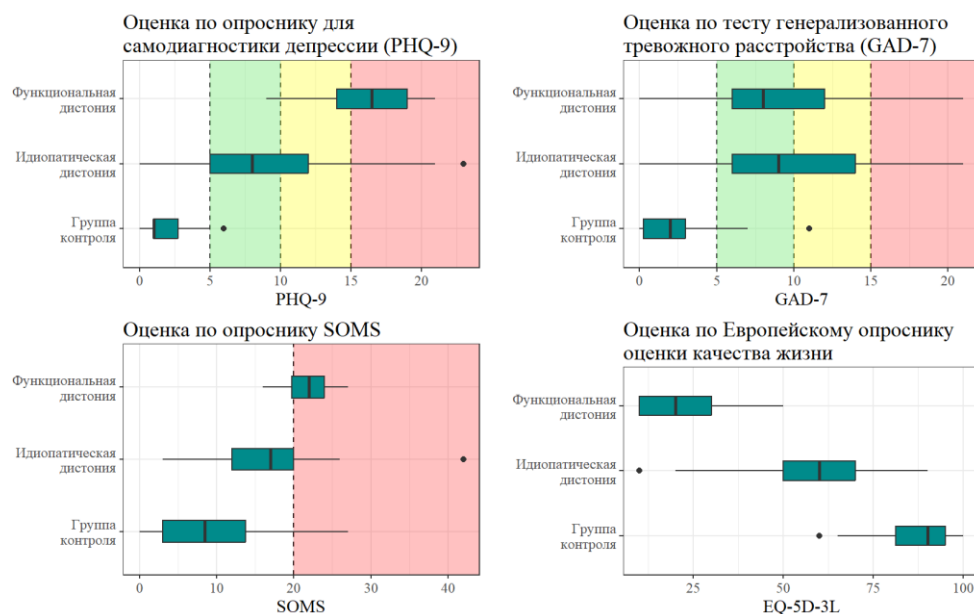 Оценка по опроснику для
самодиагностики депрессии (PHQ-9)
Функциональная
дистония
Идиопатическая
дистония
Группа
контроля
0 5 10 15 20
PHQ-9
Оценка по тесту генерализованного
тревожного расстройства (GAD-7)
Функциональная
дистония
Идиопатическая
дистония
Группа
контроля
0 5 10 15 20
GAD-7
Оценка по опроснику SOMS
Функциональная
дистония
Идиопатическая
дистония
Группа
контроля
0 10 20 30 40
SOMS
Оценка по Европейскому опроснику
оценки качества жизни
Функциональная
дистония
Идиопатическая
дистония
Группа
контроля
25 50 75 100
EQ-5D-3L